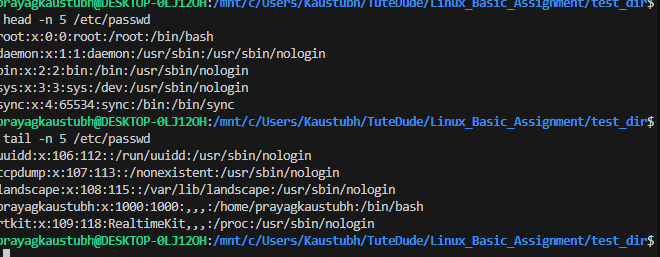 prayagkaustubh@DESKTOP-0LJ12OH:/mnt/c/Users/Kaustubh/TuteDude/Linux_Basic_Assignment/test_dir$
head -n 5 /etc/passwd
root:x:0:0:root:/root:/bin/bash
daemon:x:1:1:daemon:/usr/sbin:/usr/sbin/nologin
bin:x:2:2:bin:/bin:/usr/sbin/nologin
sys:x:3:3:sys:/dev:/usr/sbin/nologin
sync:x:4:65534:sync:/bin:/bin/sync
prayagkaustubh@DESKTOP-0LJ12OH:/mnt/c/Users/Kaustubh/TuteDude/Linux_Basic_Assignment/test_dir$
tail -n 5 /etc/passwd
uuidd:x:106:112::/run/uuidd:/usr/sbin/nologin
tcpdump:x:107:113::/nonexistent:/usr/sbin/nologin
landscape:x:108:115::/var/lib/landscape:/usr/sbin/nologin
prayagkaustubh:x:1000:1000:,,,:/home/prayagkaustubh:/bin/bash
rtkit:x:109:118:RealtimeKit,,,:/proc:/usr/sbin/nologin
prayagkaustubh@DESKTOP-0LJ12OH:/mnt/c/Users/Kaustubh/TuteDude/Linux_Basic_Assignment/test_dir$